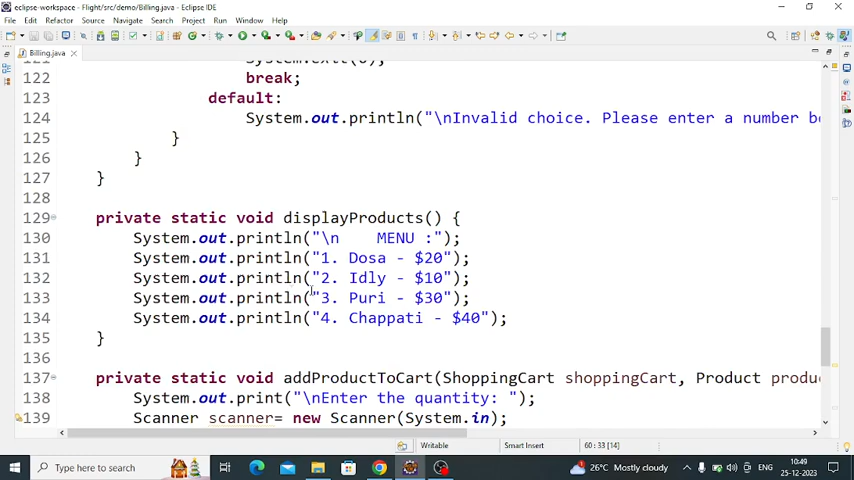 eclipse-workspace - Flight/src/demo/Billing.java - Eclipse IDE
File Edit Source Refactor Navigate Search Project Run Window Help
Billing.java
System.exit(0);
122 break;
123 default:
124 System.out.println("\nInvalid choice. Please enter a number be
125 }
126 }
127 }
128
129 private static void displayProducts() {
130 System.out.println("\n    MENU :");
131 System.out.println("1. Dosa - $20");
132 System.out.println("2. Idly - $10");
133 System.out.println("3. Puri - $30");
134 System.out.println("4. Chappati - $40");
135 }
136
137 private static void addProductToCart(ShoppingCart shoppingCart, Product produc
138 System.out.print("\nEnter the quantity: ");
139 Scanner scanner= new Scanner(System.in);
Writable Smart Insert 60 : 33 [14]
Type here to search
26°C Mostly cloudy
ENG
10:49
25-12-2023